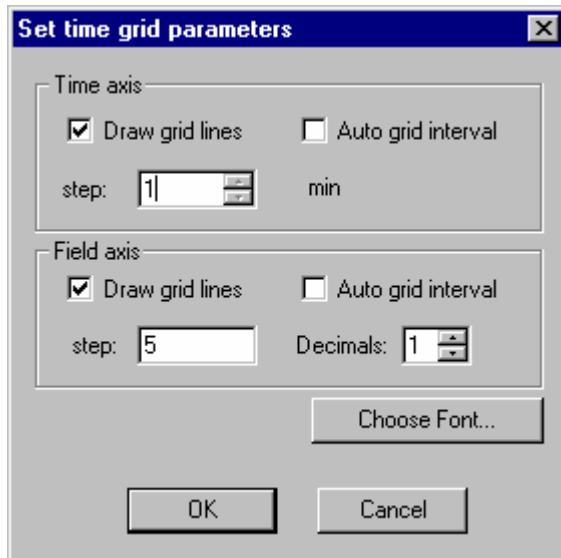 Set time grid parameters
Time axis
Draw grid lines Auto grid interval
step: 1 min
Field axis
Draw grid lines Auto grid interval
step: 5 Decimals: 1
Choose Font...
OK Cancel